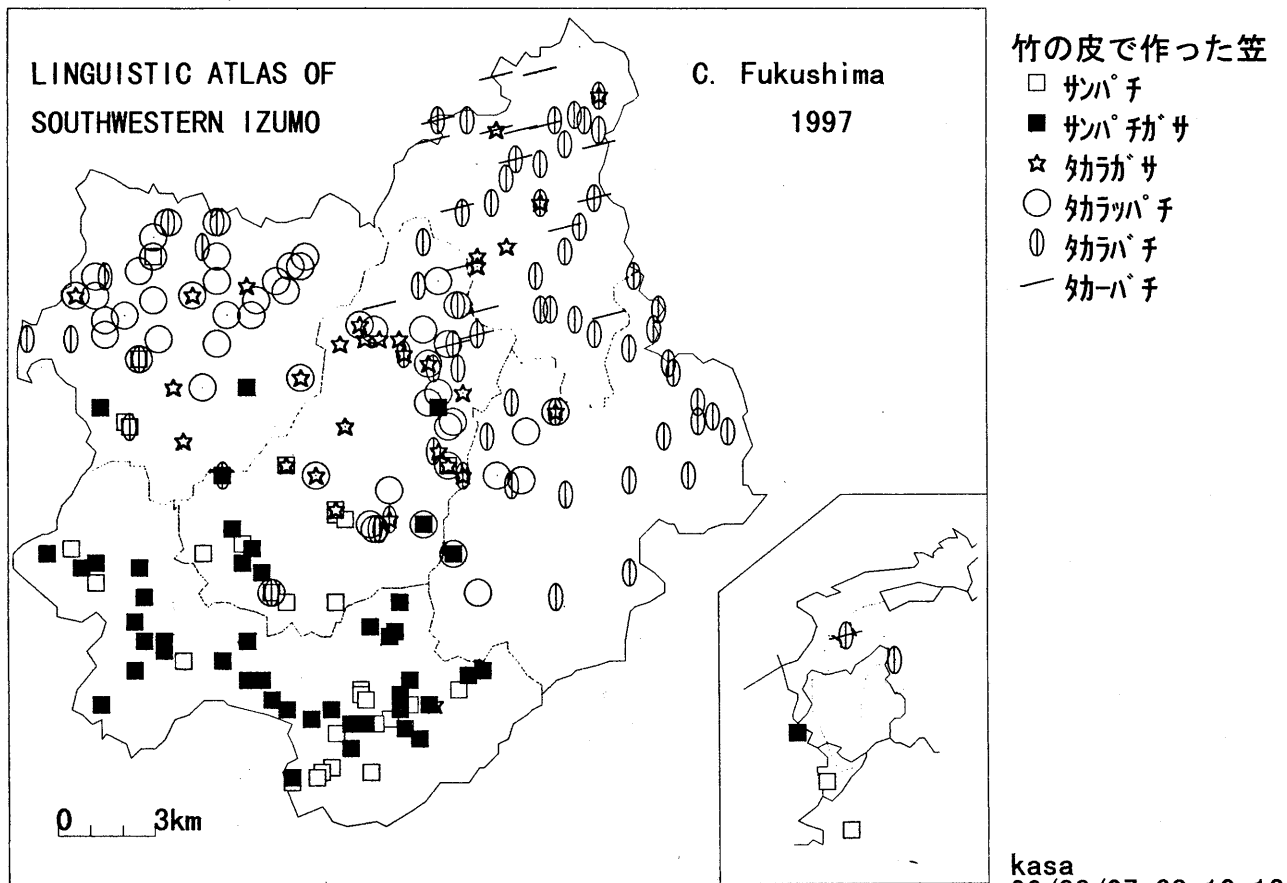 LINGUISTIC ATLAS OF
SOUTHWESTERN IZUMO
C. Fukushima
1997
竹の皮で作った笠
サンパチ
サンパチガサ
タカラガサ
タカラッパチ
タカラバチ
タカーバチ
0 3km
kasa